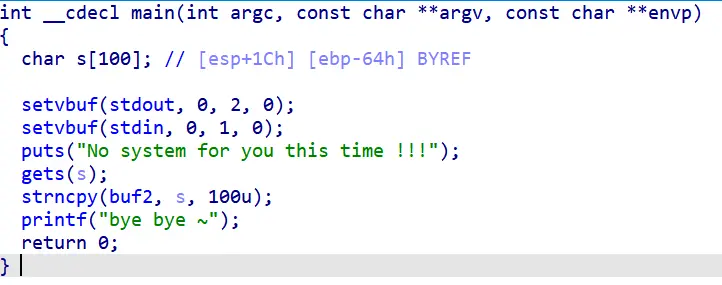 int __cdecl main(int argc, const char **argv, const char **envp)
{
char s[100]; // [esp+1Ch] [ebp-64h] BYREF
setvbuf(stdout, 0, 2, 0);
setvbuf(stdin, 0, 1, 0);
puts("No system for you this time !!!");
gets(s);
strncpy(buf2, s, 100u);
printf("bye bye ~");
return 0;
}